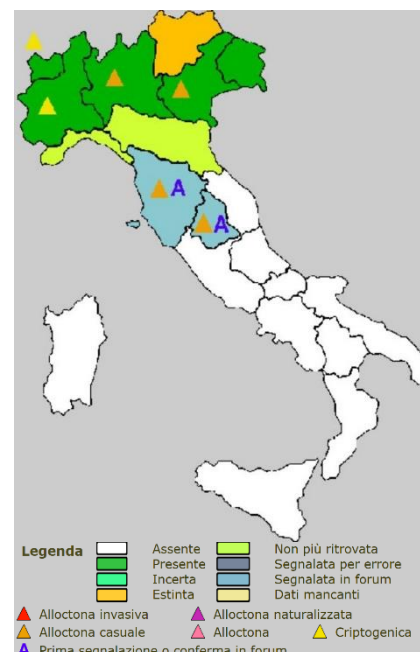 A
A
Legenda
Assente Non più ritrovata
Presente Segnalata per errore
Incerta Segnalata in forum
Estinta Dati mancanti
Alloctona invasiva Alloctona naturalizzata
Alloctona casuale Alloctona Criptogenica
A Prima segnalazione o conferma in forum